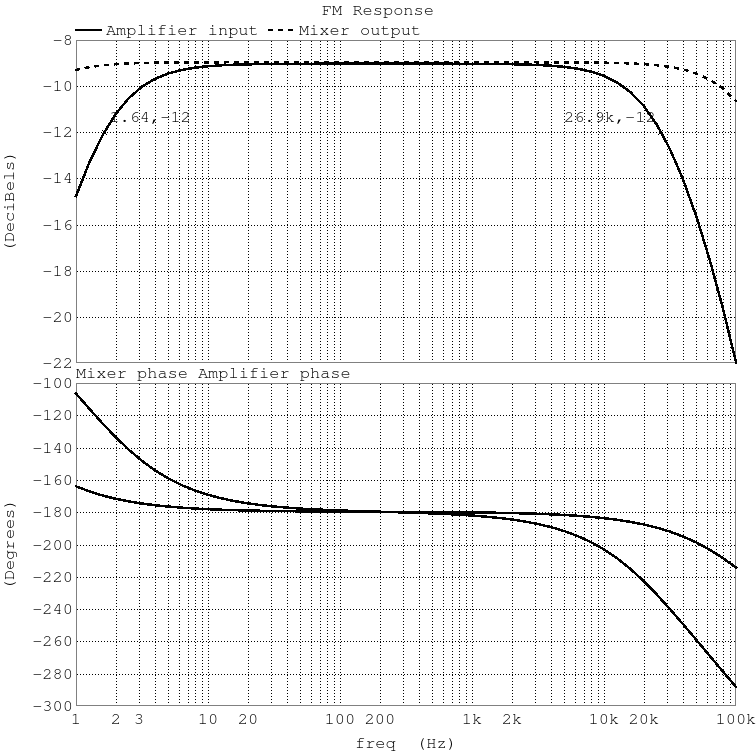 FM Response
Amplifier input Mixer output
-8
-10
-12
-14
-16
-18
-20
-22
(DeciBels)
1.64,-12
26.9k,-12
Mixer phase Amplifier phase
-100
-120
-140
-160
-180
-200
-220
-240
-260
-280
-300
(Degrees)
1 2 3 10 20 100 200 1k 2k 10k 20k 100k
freq (Hz)